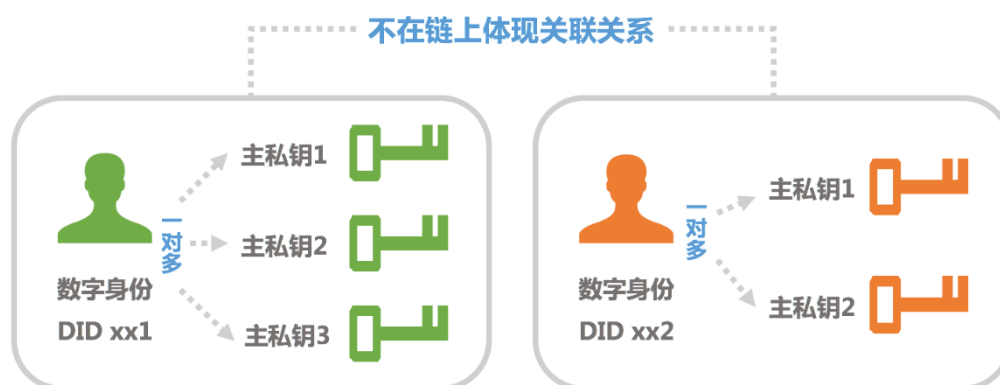 不在链上体现关联关系
主私钥1
主私钥2
主私钥3
一对多
数字身份
DID xx1
主私钥1
主私钥2
一对多
数字身份
DID xx2